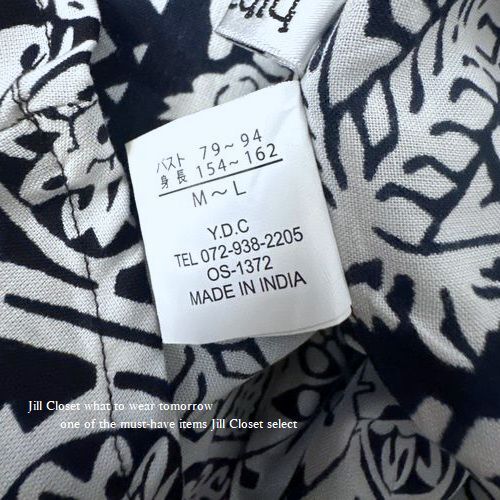 バスト 79～94
身長 154～162
M～L
Y.D.C
TEL 072-938-2205
OS-1372
MADE IN INDIA
Jill Closet what to wear tomorrow
one of the must-have items Jill Closet select